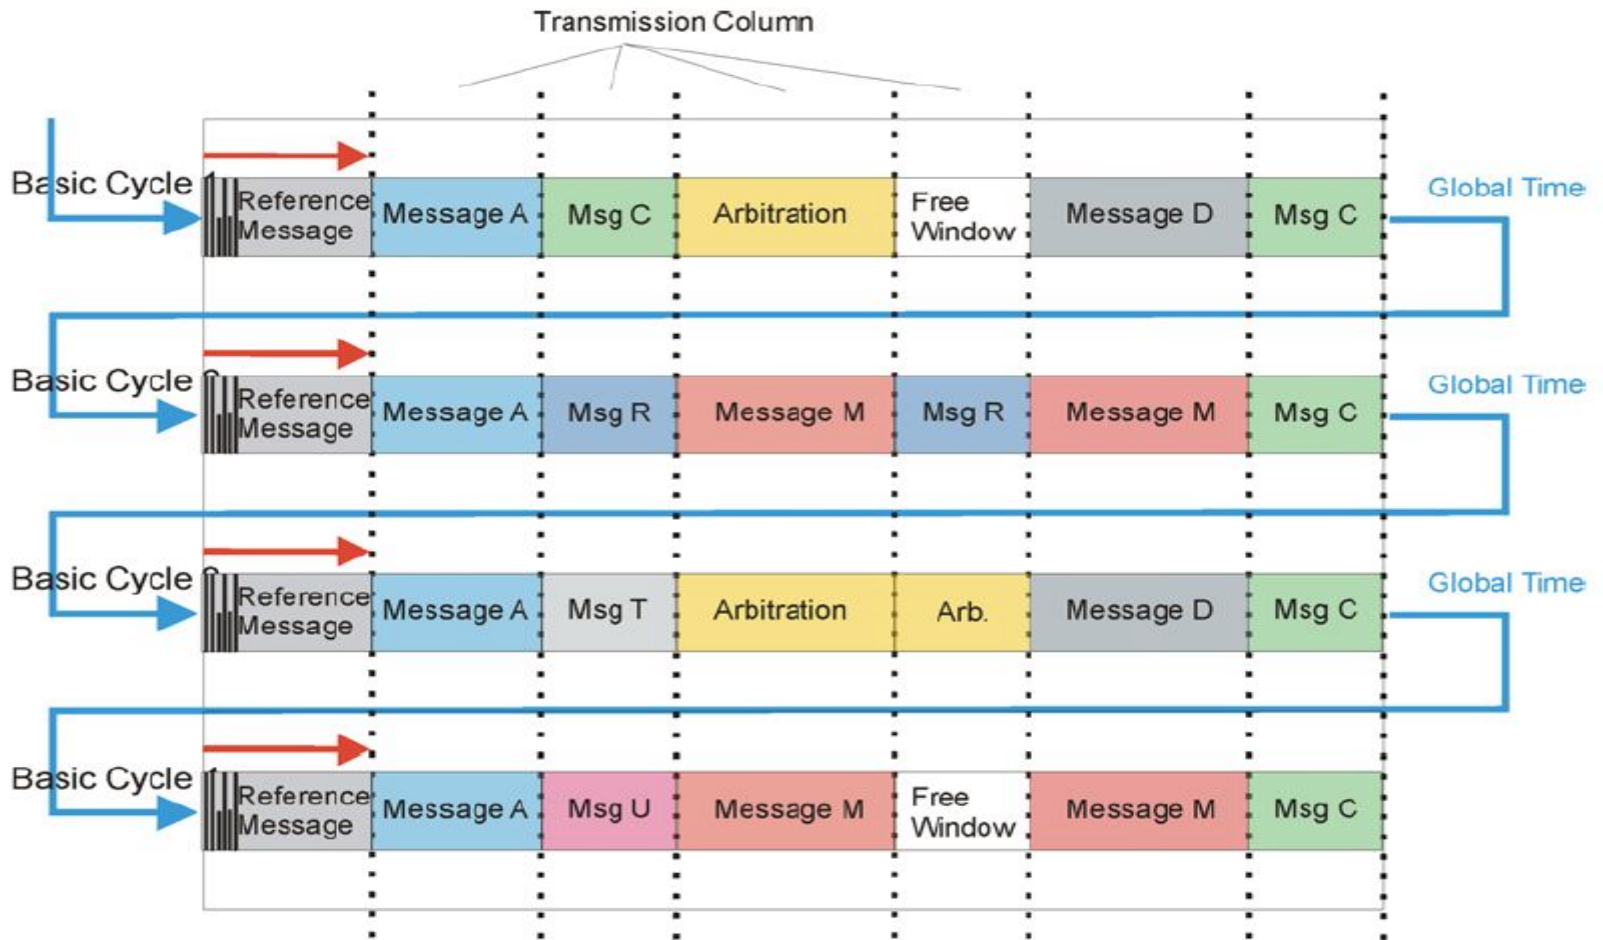 Transmission Column
Basic Cycle
Reference
Message
Message A
Msg C
Arbitration
Free
Window
Message D
Msg C
Global Time
Basic Cycle
Reference
Message
Message A
Msg R
Message M
Msg R
Message M
Msg C
Global Time
Basic Cycle
Reference
Message
Message A
Msg T
Arbitration
Arb.
Message D
Msg C
Global Time
Basic Cycle
Reference
Message
Message A
Msg U
Message M
Free
Window
Message M
Msg C